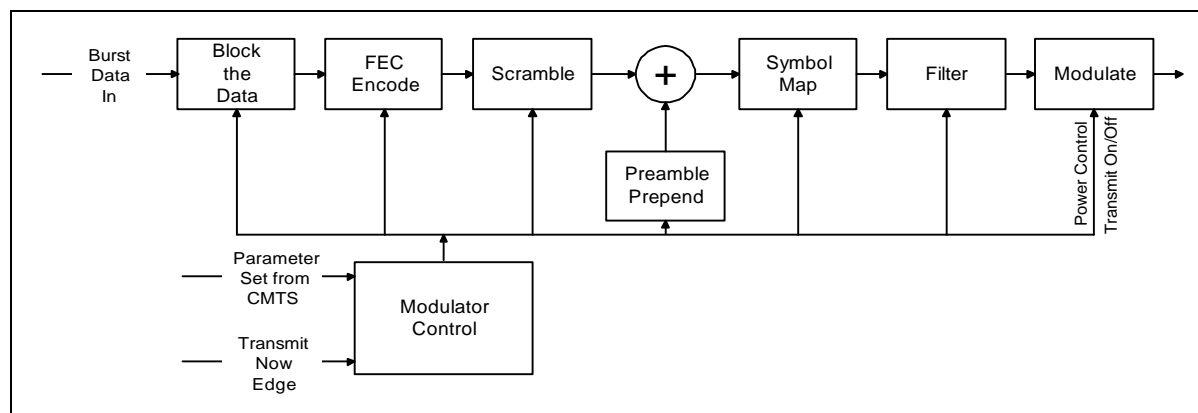 Burst
Data
In
Block
the
Data
FEC
Encode
Scramble
+
Symbol
Map
Filter
Modulate
Preamble
Prepend
Power Control
Transmit On/Off
Parameter
Set from
CMTS
Modulator
Control
Transmit
Now
Edge